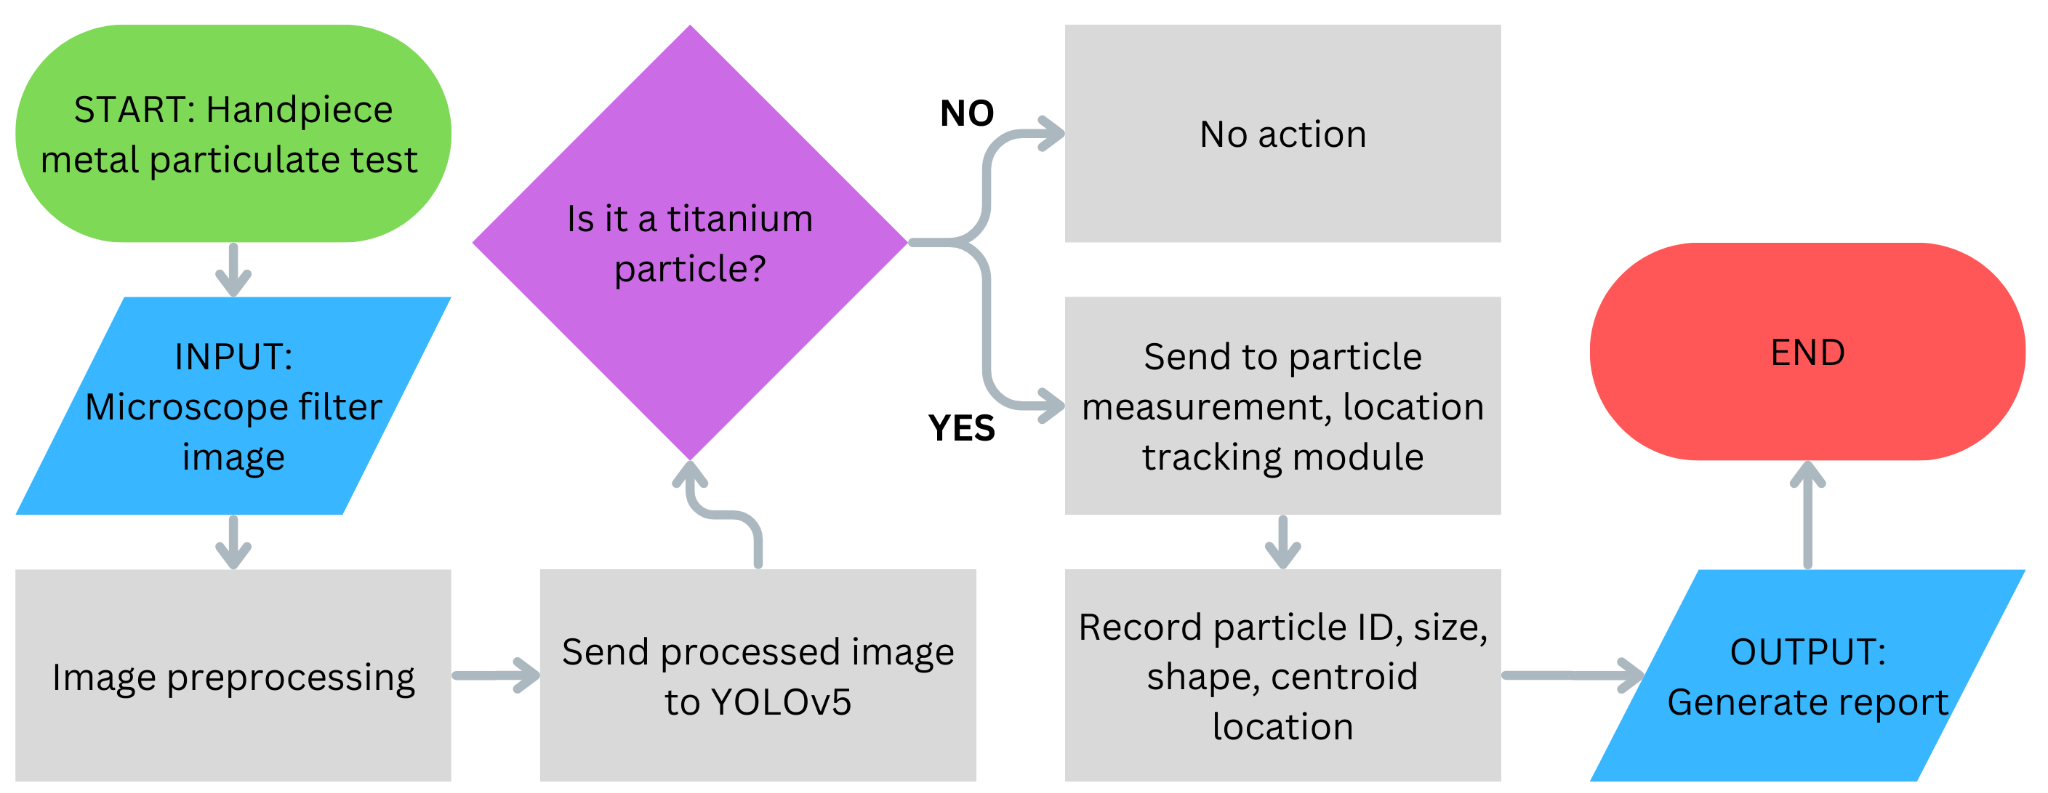 START: Handpiece
metal particulate test
INPUT:
Microscope filter
image
Image preprocessing
Send processed image
to YOLOv5
Is it a titanium
particle?
NO
No action
YES
Send to particle
measurement, location
tracking module
Record particle ID, size,
shape, centroid
location
OUTPUT:
Generate report
END